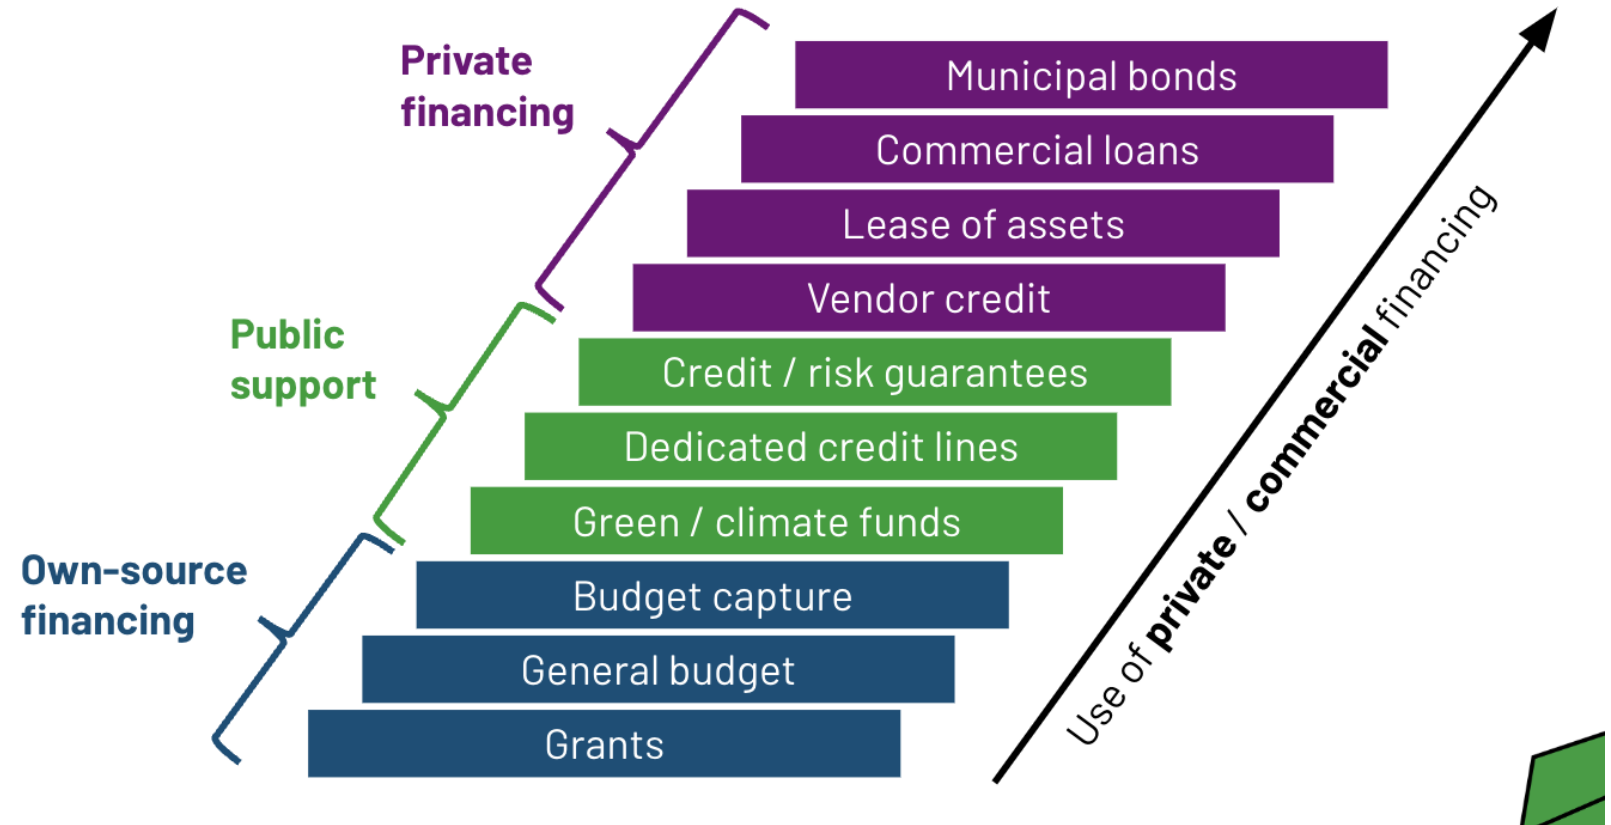 Private
financing
Municipal bonds
Commercial loans
Lease of assets
Vendor credit
Public
support
Credit / risk guarantees
Dedicated credit lines
Green / climate funds
Own-source
financing
Budget capture
General budget
Grants
Use of private / commercial financing